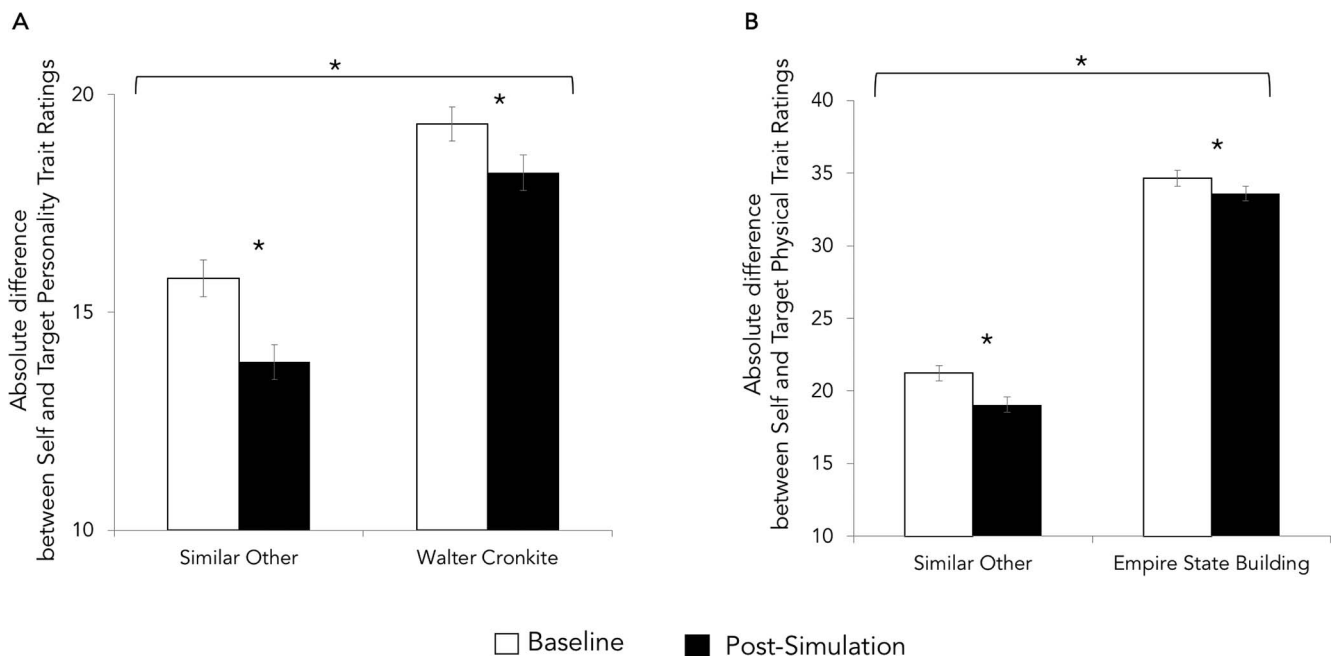 A
Absolute difference
between Self and Target Personality Trait Ratings
*
20
15
10
*
*
Similar Other
Walter Cronkite
B
Absolute difference
between Self and Target Physical Trait Ratings
*
40
35
30
25
20
15
10
*
*
Similar Other
Empire State Building
Baseline
Post-Simulation